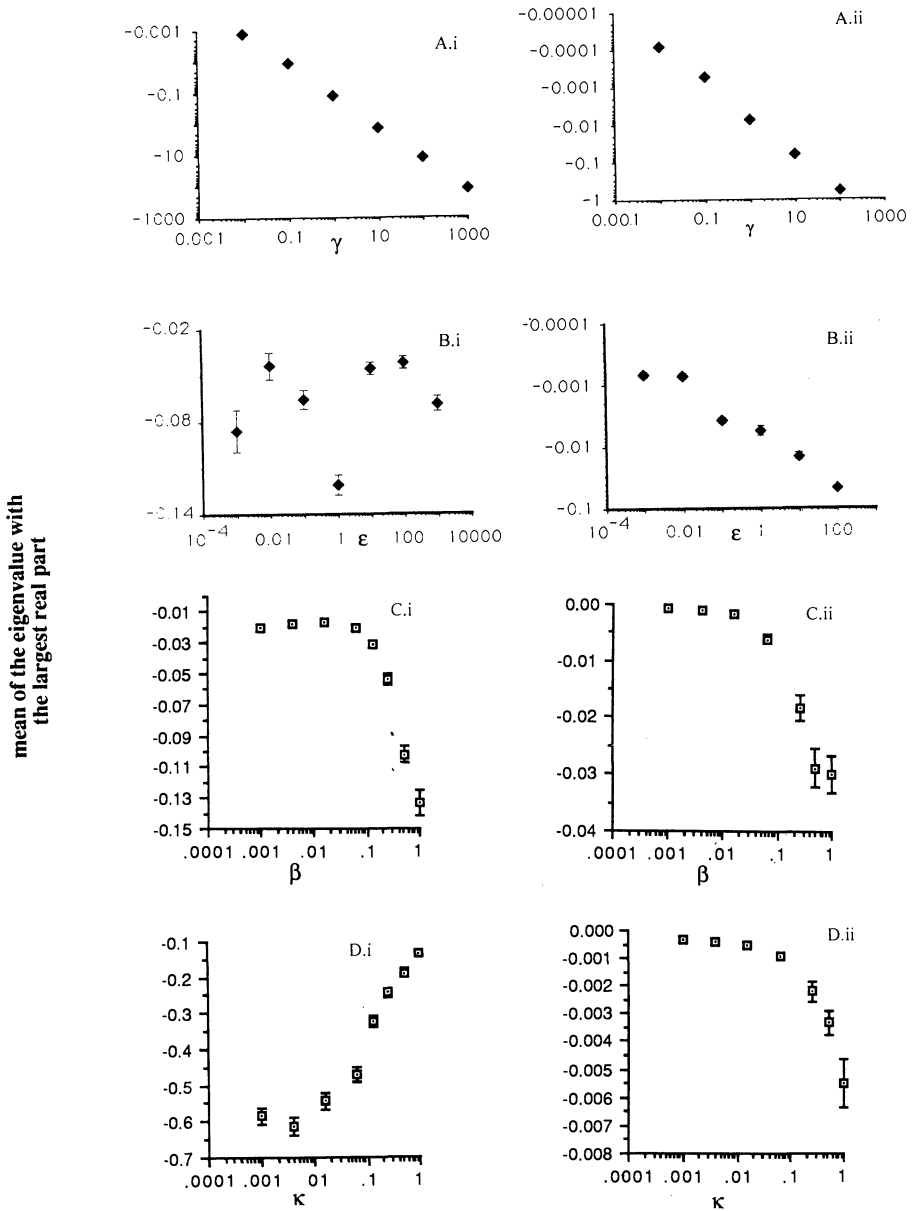 mean of the eigenvalue with
the largest real part
A.i
-0.001
-0.1
-10
-1000
0.001 0.1 10 1000
γ
A.ii
-0.00001
-0.0001
-0.001
-0.01
-0.1
-1
0.001 0.1 10 1000
γ
B.i
-0.02
-0.08
-0.14
10⁻⁴ 0.01 1 100 10000
ε
B.ii
-0.0001
-0.001
-0.01
-0.1
10⁻⁴ 0.01 1 100
ε
C.i
-0.01
-0.03
-0.05
-0.07
-0.09
-0.11
-0.13
-0.15
.0001 .001 .01 .1 1
β
C.ii
0.00
-0.01
-0.02
-0.03
-0.04
.0001 .001 .01 .1 1
β
D.i
-0.1
-0.2
-0.3
-0.4
-0.5
-0.6
-0.7
.0001 .001 .01 .1 1
κ
D.ii
0.000
-0.001
-0.002
-0.003
-0.004
-0.005
-0.006
-0.007
-0.008
.0001 .001 .01 .1 1
κ